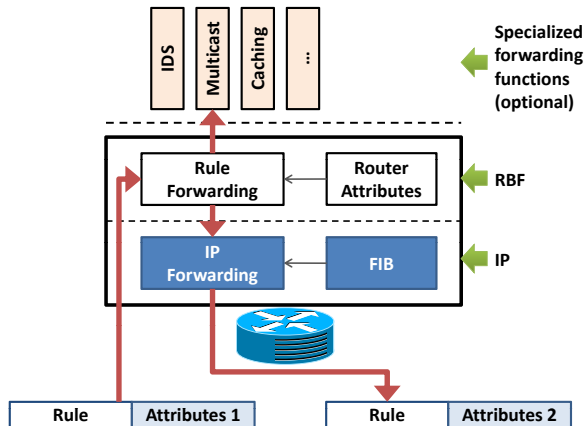 IDS
Multicast
Caching
...
Specialized
forwarding
functions
(optional)
Rule
Forwarding
Router
Attributes
RBF
IP
Forwarding
FIB
IP
Rule
Attributes 1
Rule
Attributes 2